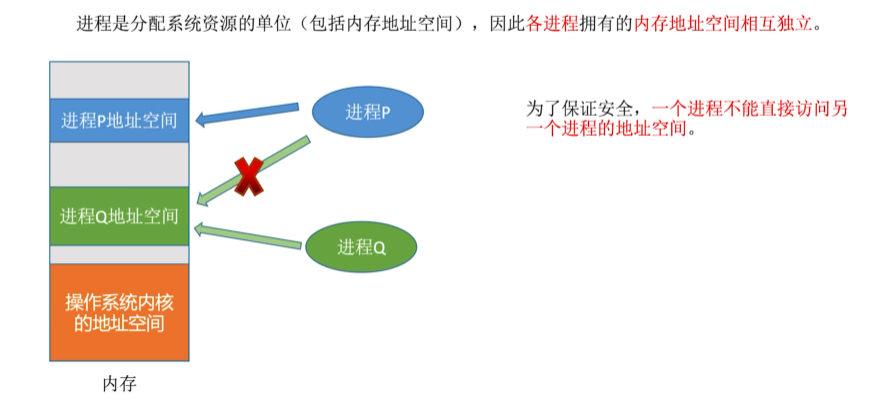 进程是分配系统资源的单位（包括内存地址空间），因此各进程拥有的内存地址空间相互独立。
进程P地址空间
进程P
为了保证安全，一个进程不能直接访问另
一个进程的地址空间。
进程Q地址空间
进程Q
操作系统内核
的地址空间
内存